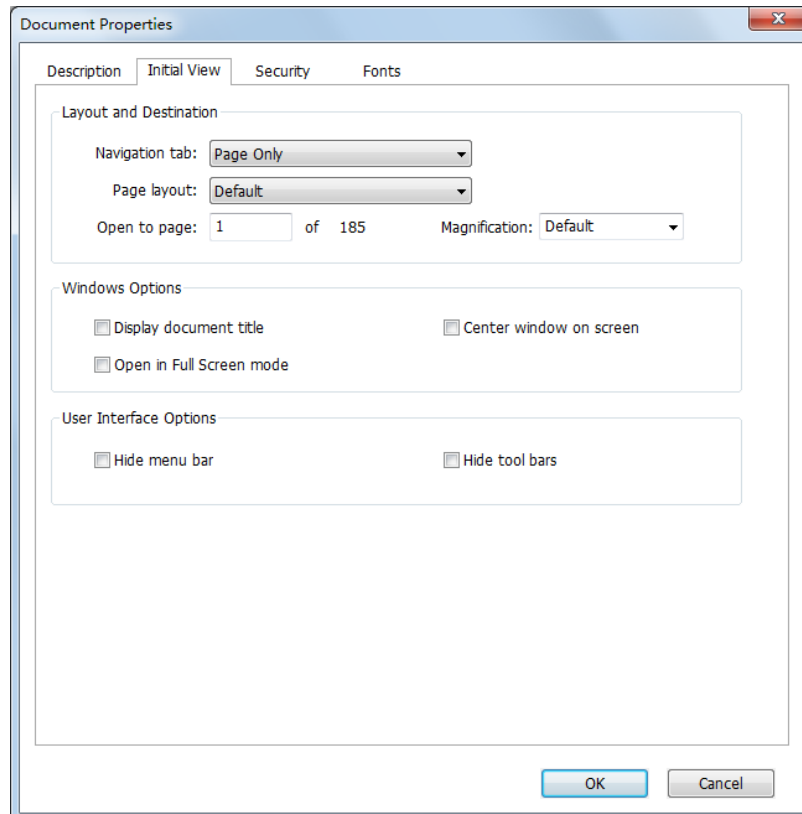 Document Properties
Description Initial View Security Fonts
Layout and Destination
Navigation tab: Page Only
Page layout: Default
Open to page: 1 of 185 Magnification: Default
Windows Options
Display document title Center window on screen
Open in Full Screen mode
User Interface Options
Hide menu bar Hide tool bars
OK Cancel